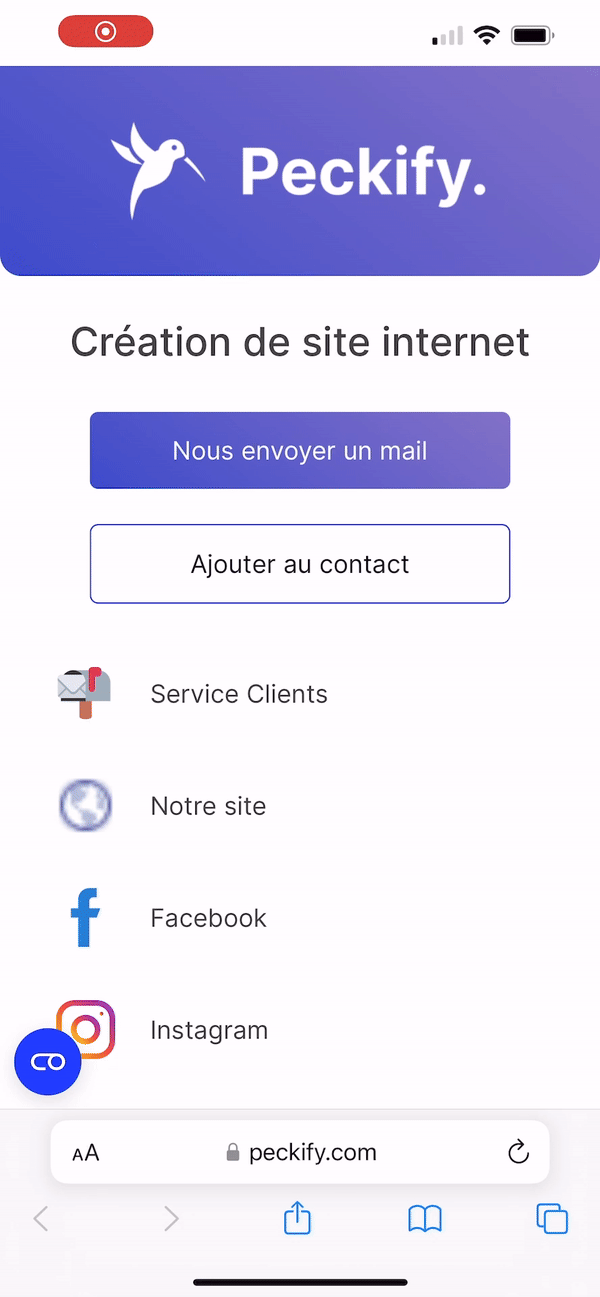 Peckify.
Création de site internet
Nous envoyer un mail
Ajouter au contact
Service Clients
Notre site
Facebook
Instagram
AA
peckify.com